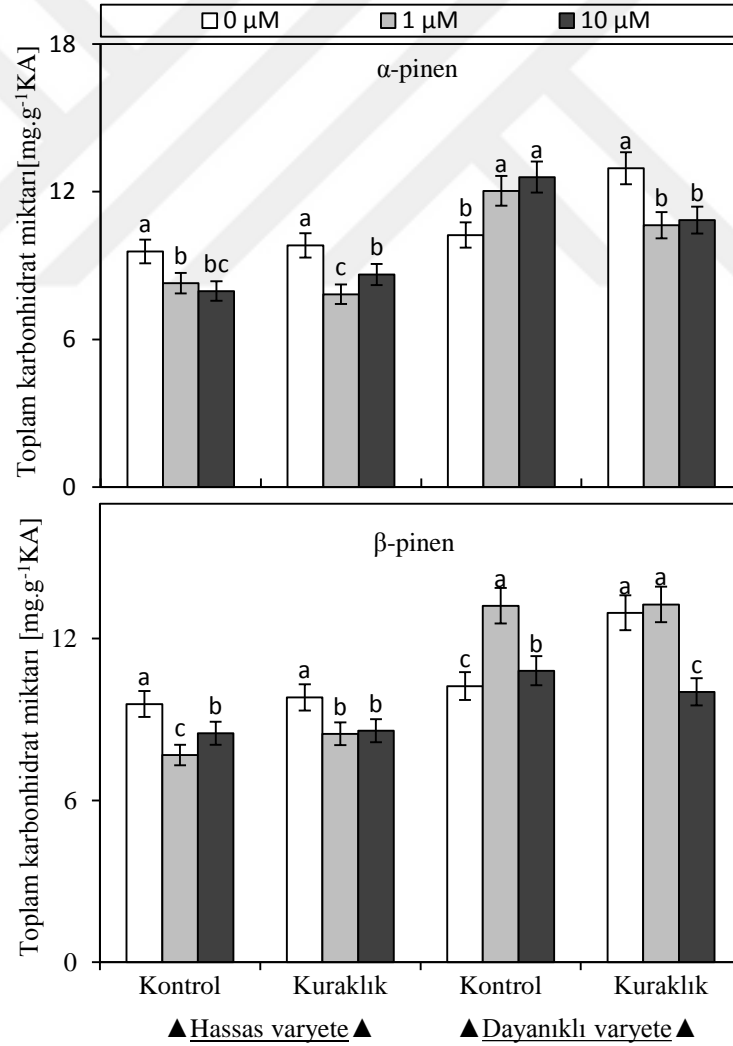 0 µM 1 µM 10 µM
Toplam karbonhidrat miktarı[mg.g⁻¹KA]
18
12
6
0
α-pinen
a b bc a c b b a a a b b
Toplam karbonhidrat miktarı [mg.g⁻¹KA]
12
6
0
β-pinen
a c b a b b c a b a a c
Kontrol Kuraklık Kontrol Kuraklık
▲Hassas varyete▲ ▲Dayanıklı varyete▲